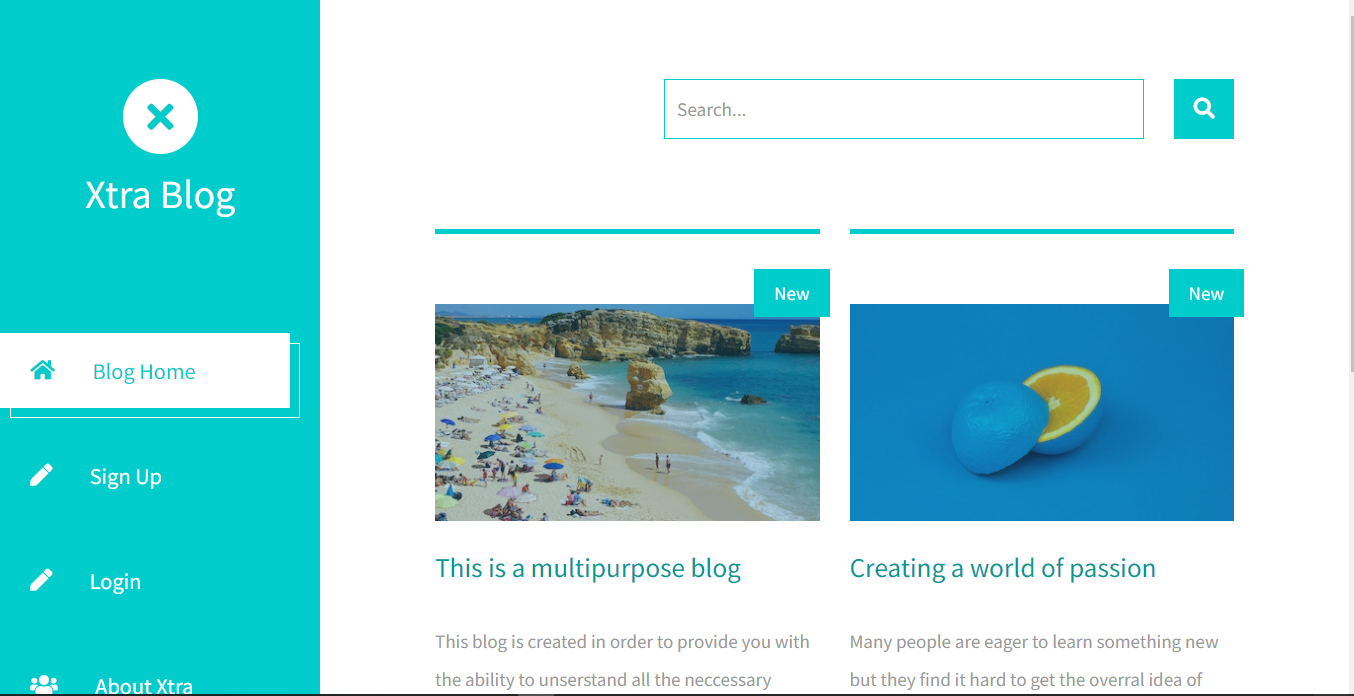 Xtra Blog
Blog Home
Sign Up
Login
About Xtra
Search...
New
This is a multipurpose blog
This blog is created in order to provide you with
the ability to unserstand all the neccessary
New
Creating a world of passion
Many people are eager to learn something new
but they find it hard to get the overral idea of